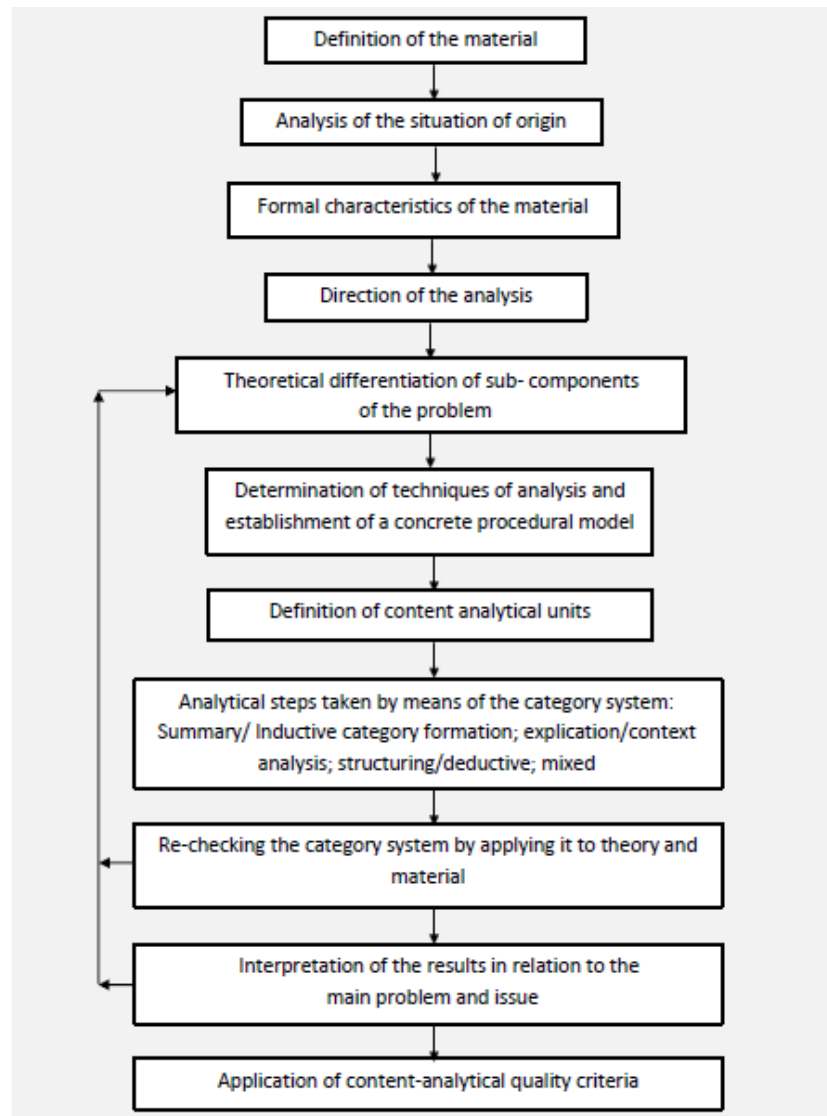 Definition of the material
Analysis of the situation of origin
Formal characteristics of the material
Direction of the analysis
Theoretical differentiation of sub- components
of the problem
Determination of techniques of analysis and
establishment of a concrete procedural model
Definition of content analytical units
Analytical steps taken by means of the category system:
Summary/ Inductive category formation; explication/context
analysis; structuring/deductive; mixed
Re-checking the category system by applying it to theory and
material
Interpretation of the results in relation to the
main problem and issue
Application of content-analytical quality criteria